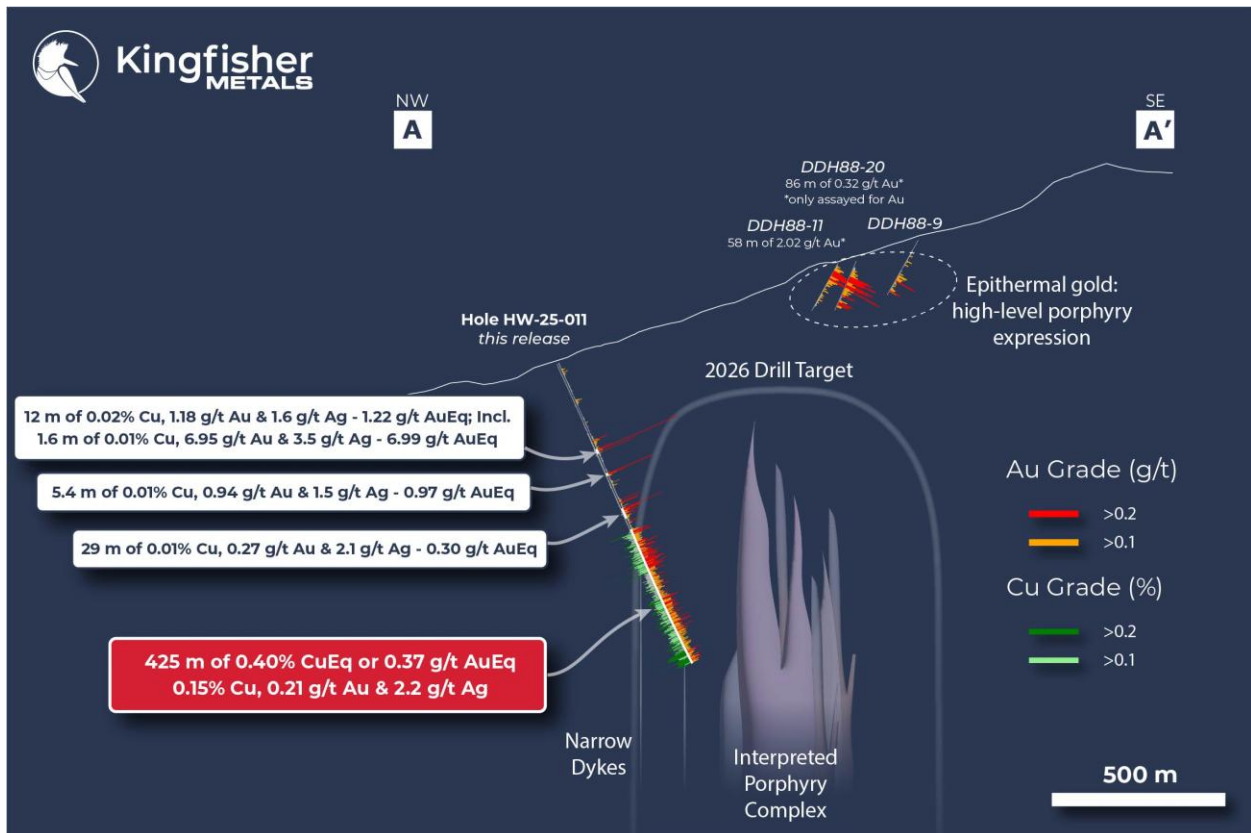 Kingfisher
METALS
NW
A
SE
A′
DDH88-20
86 m of 0.32 g/t Au*
*only assayed for Au
DDH88-11
58 m of 2.02 g/t Au*
DDH88-9
Epithermal gold:
high-level porphyry
expression
Hole HW-25-011
this release
2026 Drill Target
12 m of 0.02% Cu, 1.18 g/t Au & 1.6 g/t Ag - 1.22 g/t AuEq; Incl.
1.6 m of 0.01% Cu, 6.95 g/t Au & 3.5 g/t Ag - 6.99 g/t AuEq
5.4 m of 0.01% Cu, 0.94 g/t Au & 1.5 g/t Ag - 0.97 g/t AuEq
29 m of 0.01% Cu, 0.27 g/t Au & 2.1 g/t Ag - 0.30 g/t AuEq
425 m of 0.40% CuEq or 0.37 g/t AuEq
0.15% Cu, 0.21 g/t Au & 2.2 g/t Ag
Au Grade (g/t)
>0.2
>0.1
Cu Grade (%)
>0.2
>0.1
Narrow
Dykes
Interpreted
Porphyry
Complex
500 m